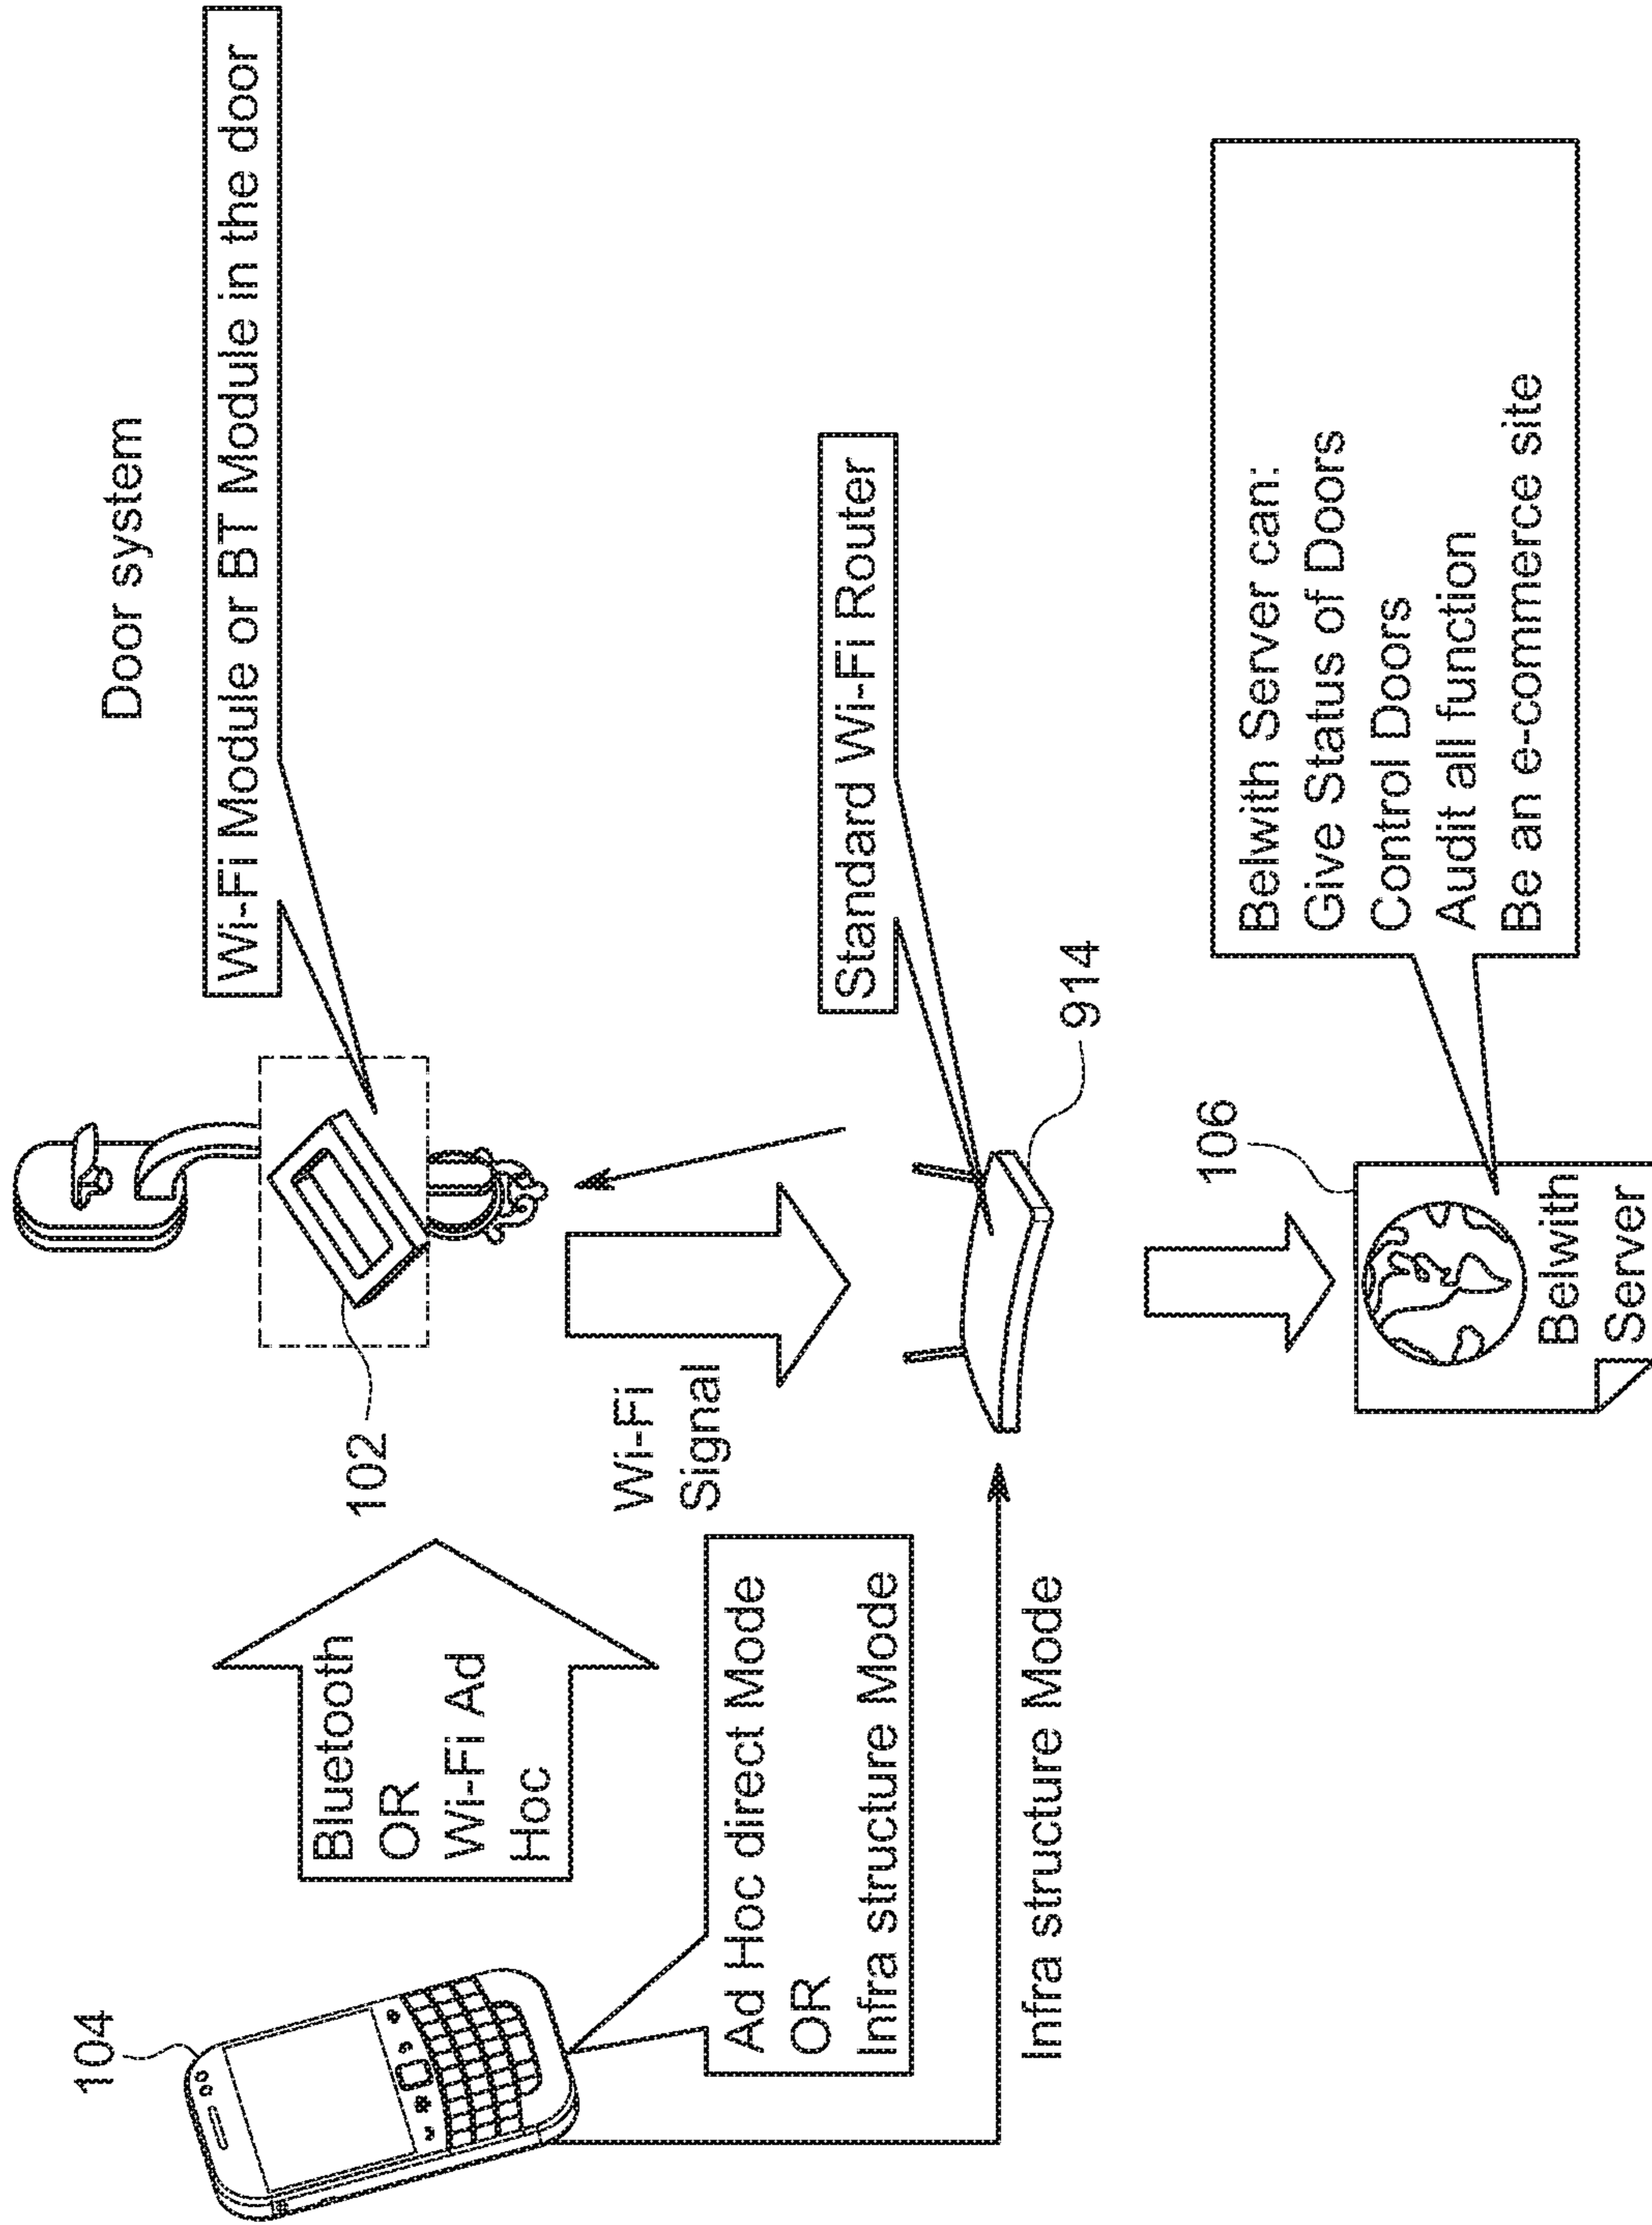 Door system
Wi-Fi Module or BT Module in the door
104
Bluetooth
OR
Wi-Fi Ad
Hoc
102
Wi-Fi
Signal
Ad Hoc direct Mode
OR
Infra structure Mode
Standard Wi-Fi Router
914
Infra structure Mode
106
Belwith
Server
Belwith Server can:
Give Status of Doors
Control Doors
Audit all function
Be an e-commerce site